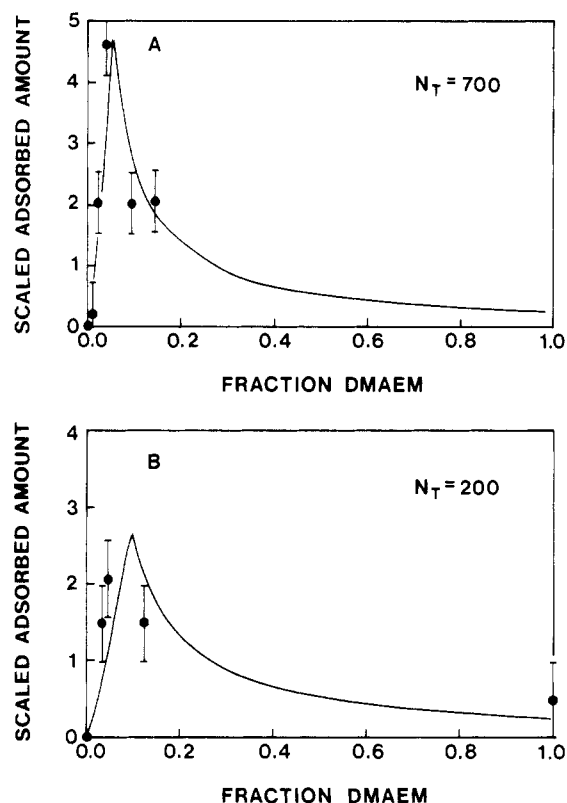 A
N_T = 700
SCALED ADSORBED AMOUNT
5
4
3
2
1
0
0.0 0.2 0.4 0.6 0.8 1.0
FRACTION DMAEM
B
N_T = 200
SCALED ADSORBED AMOUNT
4
3
2
1
0
0.0 0.2 0.4 0.6 0.8 1.0
FRACTION DMAEM